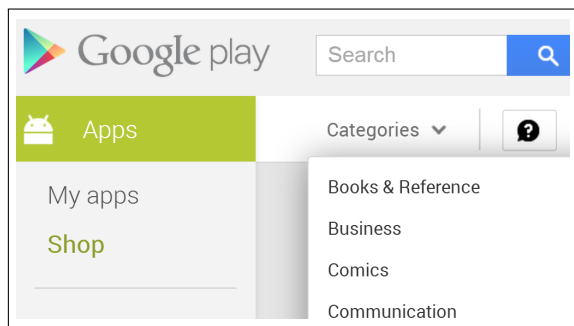 Google play
Search
Apps
Categories
My apps
Shop
Books & Reference
Business
Comics
Communication